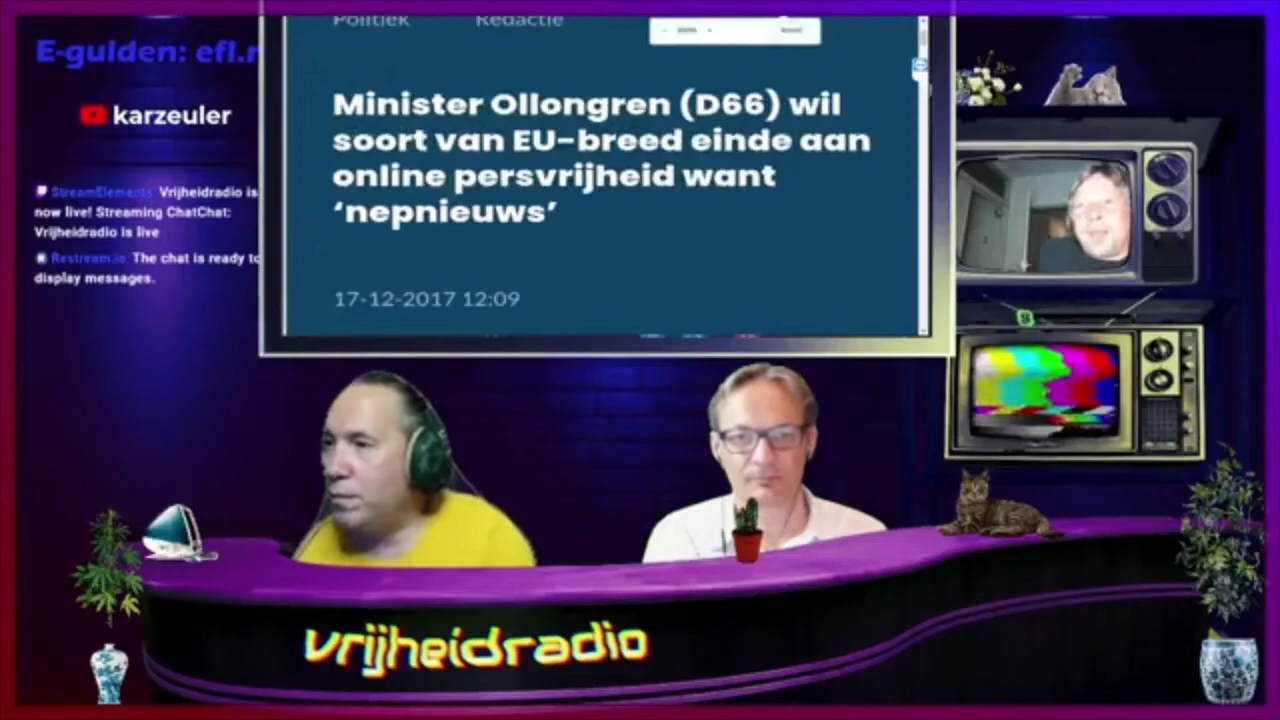 Politiek Redactie
E-gulden: efl.n
karzeuler
Minister Ollongren (D66) wil
soort van EU-breed einde aan
online persvrijheid want
‘nepnieuws’
17-12-2017 12:09
StreamElements: Vrijheidradio is
now live! Streaming ChatChat:
Vrijheidradio is live
Restream.io: The chat is ready to
display messages.
vrijheidradio